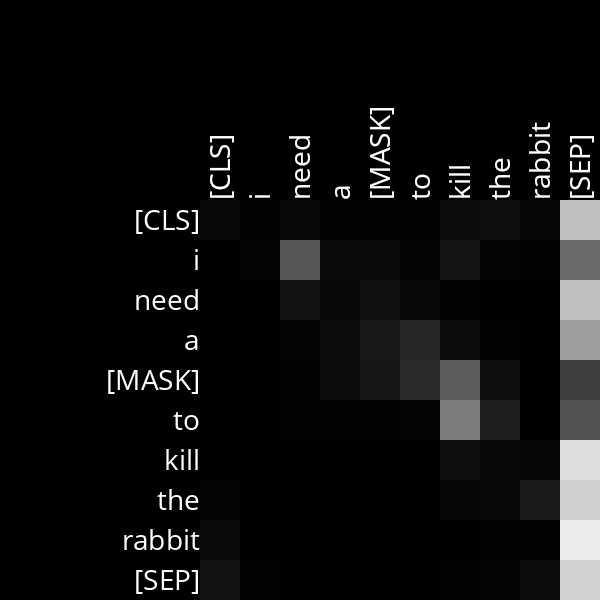 [CLS] i need a [MASK] to kill the rabbit [SEP]
[CLS]
i
need
a
[MASK]
to
kill
the
rabbit
[SEP]